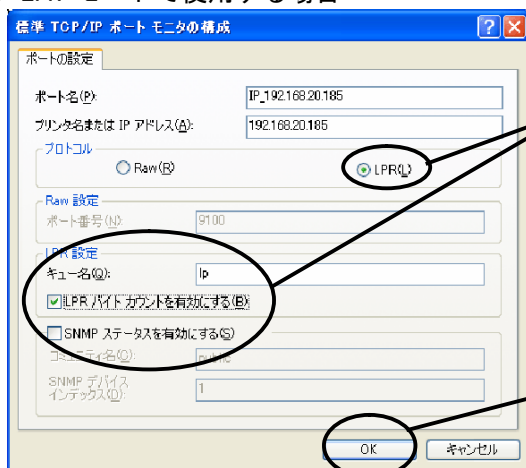 標準 TCP/IP ポート モニタの構成
ポートの設定
ポート名(P): IP_192.168.20.185
プリンタ名または IP アドレス(A): 192.168.20.185
プロトコル
Raw(R) LPR(L)
Raw 設定
ポート番号(N): 9100
LPR 設定
キュー名(Q): lp
LPR バイト カウントを有効にする(B)
SNMP ステータスを有効にする(S)
コミュニティ名(C): public
SNMP デバイス
インデックス(D): 1
OK キャンセル